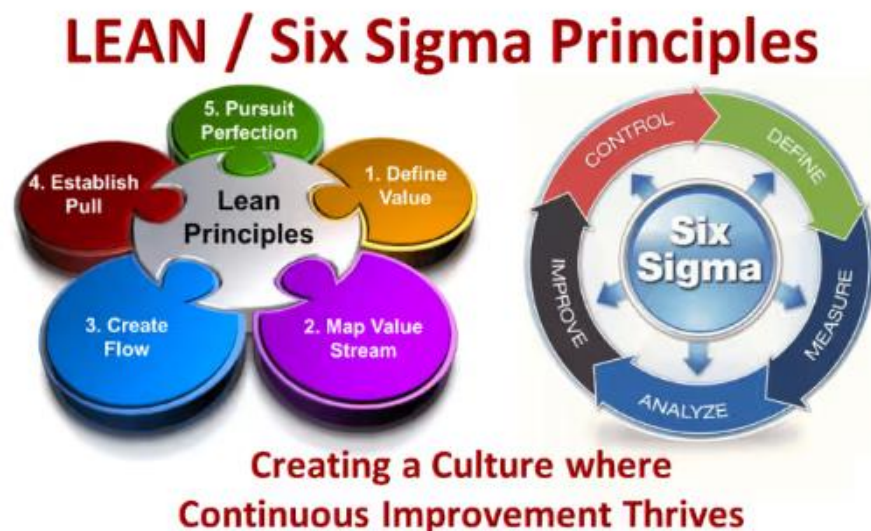 LEAN / Six Sigma Principles
5. Pursuit
Perfection
4. Establish
Pull
1. Define
Value
Lean
Principles
3. Create
Flow
2. Map Value
Stream
CONTROL
DEFINE
Six
Sigma
IMPROVE
MEASURE
ANALYZE
Creating a Culture where
Continuous Improvement Thrives